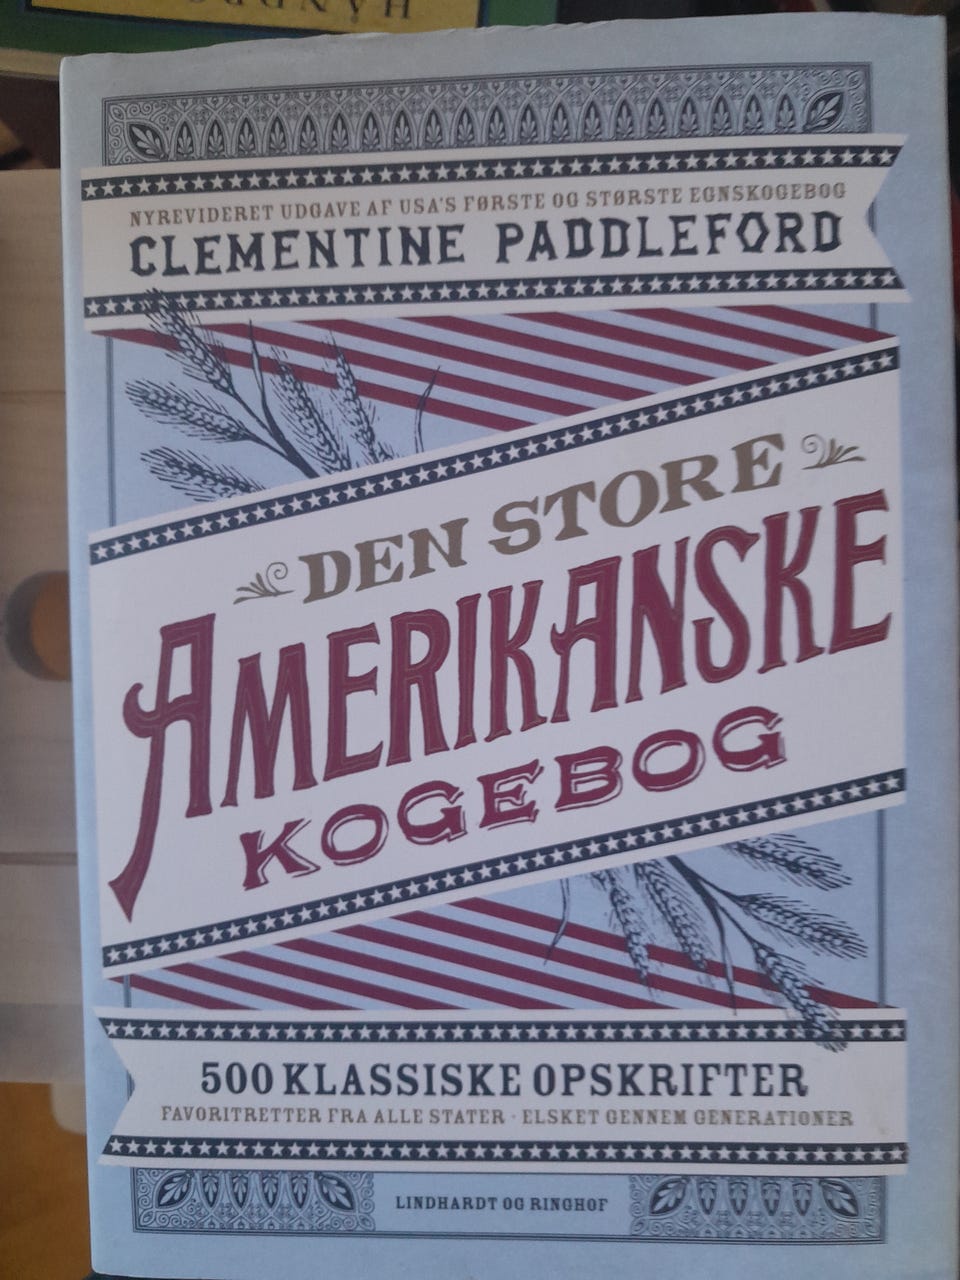 HÅNDBO
NYREVIDERET UDGAVE AF USA'S FØRSTE OG STØRSTE EGNSKOGEBOG
CLEMENTINE PADDLEFORD
DEN STORE
AMERIKANSKE
KOGEBOG
500 KLASSISKE OPSKRIFTER
FAVORITRETTER FRA ALLE STATER · ELSKET GENNEM GENERATIONER
LINDHARDT OG RINGHOF